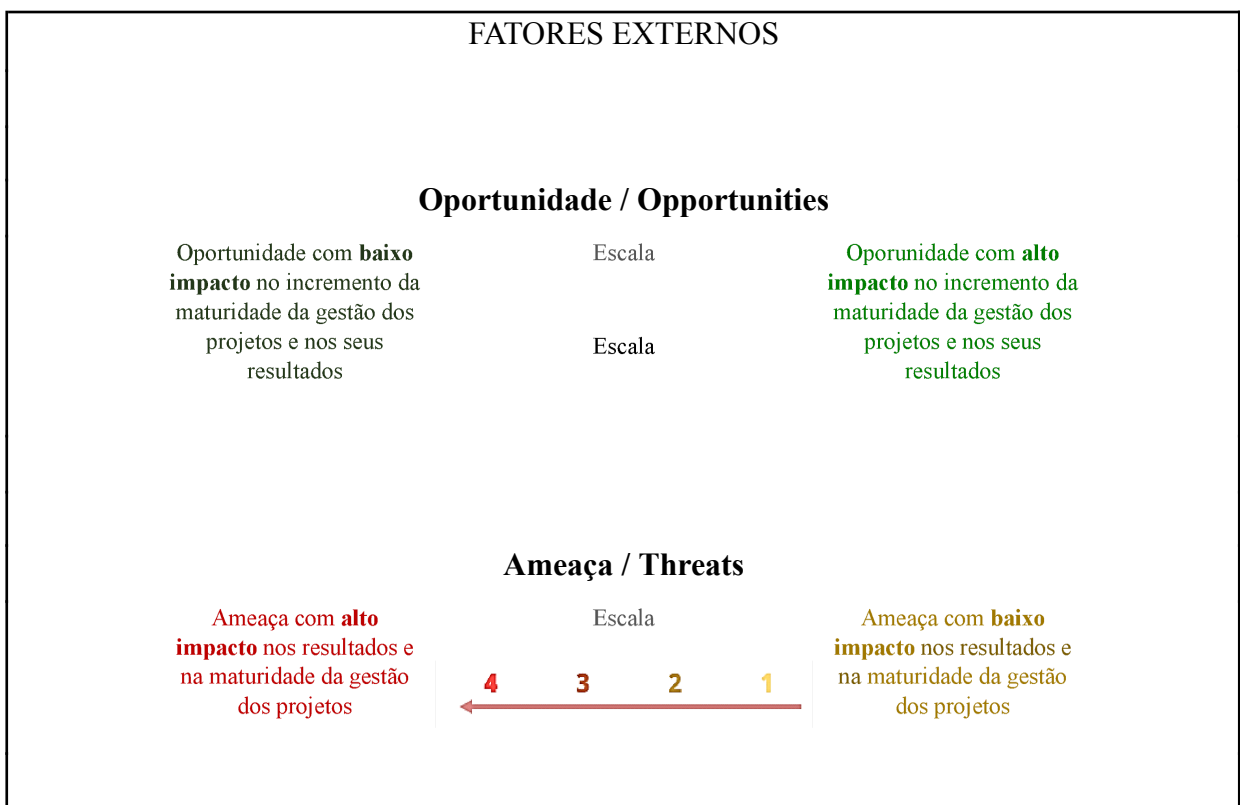 FATORES EXTERNOS
Oportunidade / Opportunities
Oportunidade com baixo
impacto no incremento da
maturidade da gestão dos
projetos e nos seus
resultados
Escala
Escala
Oporunidade com alto
impacto no incremento da
maturidade da gestão dos
projetos e nos seus
resultados
Ameaça / Threats
Ameaça com alto
impacto nos resultados e
na maturidade da gestão
dos projetos
Escala
4 3 2 1
Ameaça com baixo
impacto nos resultados e
na maturidade da gestão
dos projetos